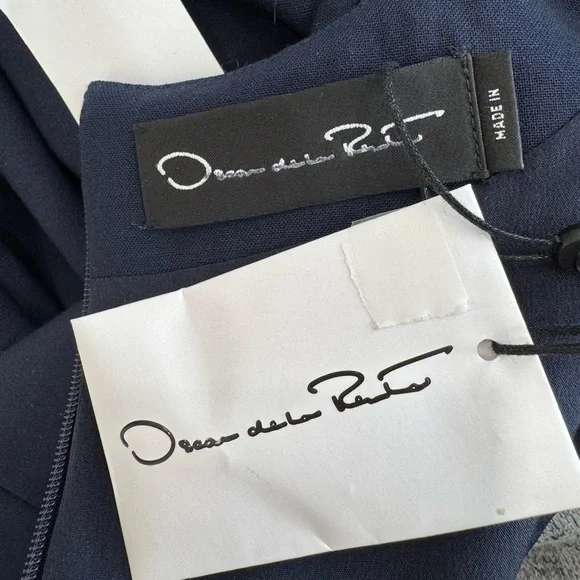 Oscar de la Renta
MADE IN
Oscar de la Renta